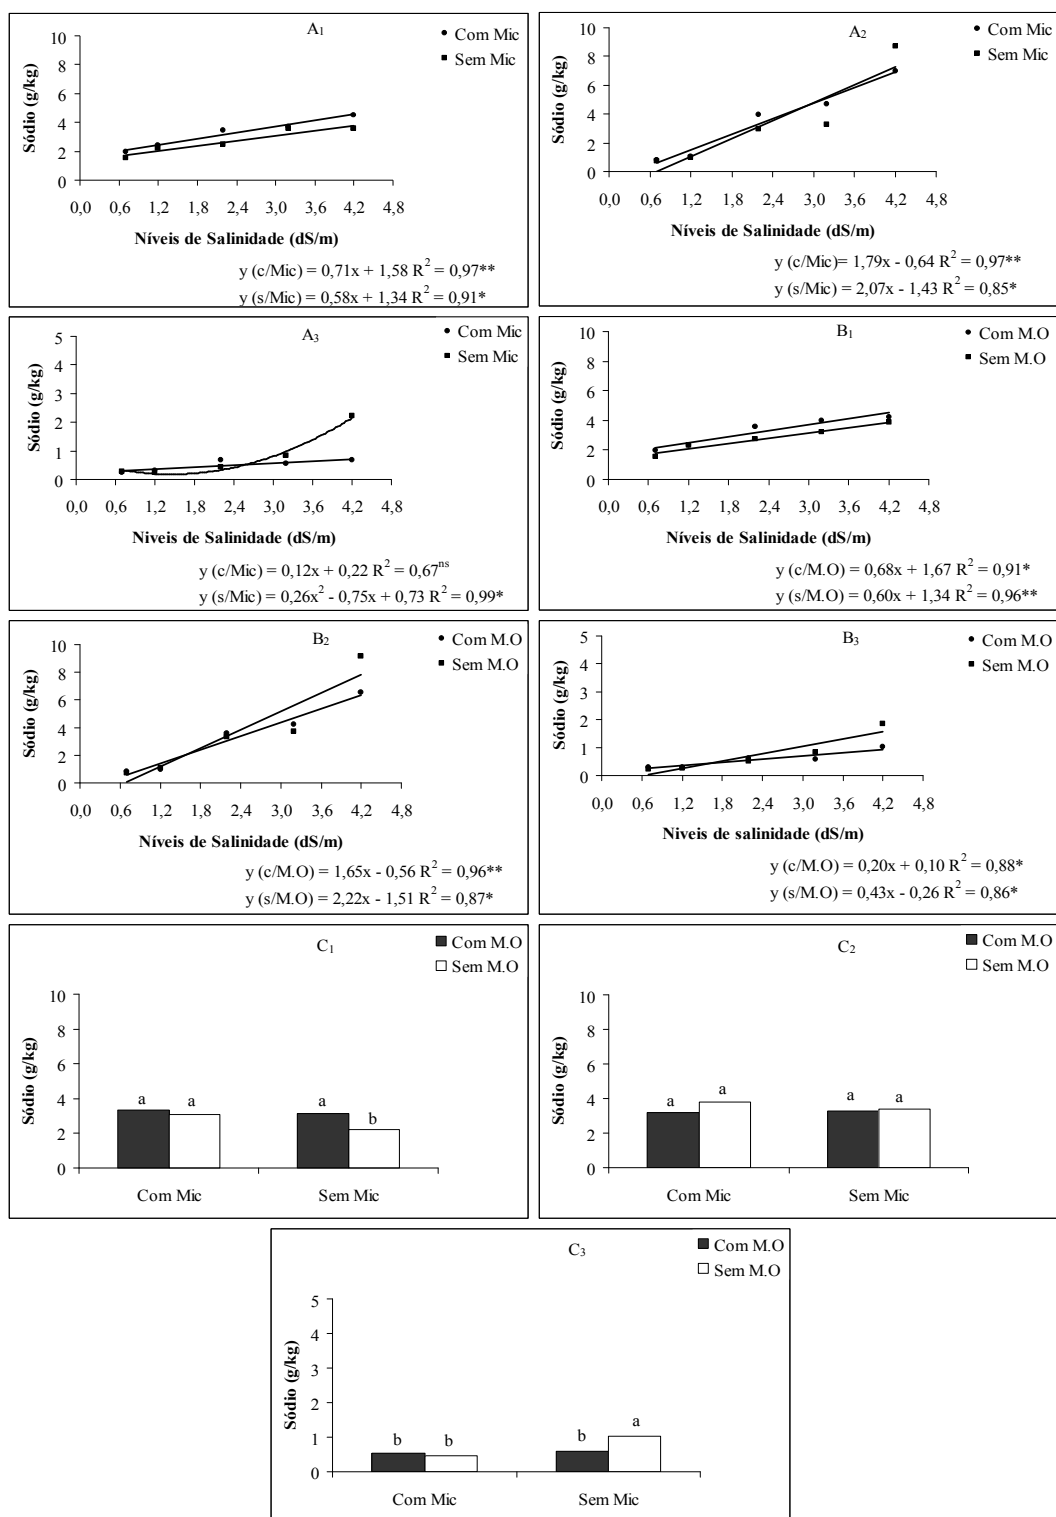 A1
Com Mic
Sem Mic
10
8
6
4
2
0
Sódio (g/kg)
0,0 0,6 1,2 1,8 2,4 3,0 3,6 4,2 4,8
Níveis de Salinidade (dS/m)
y (c/Mic) = 0,71x + 1,58 R² = 0,97**
y (s/Mic) = 0,58x + 1,34 R² = 0,91*
A2
Com Mic
Sem Mic
10
8
6
4
2
0
Sódio (g/kg)
0,0 0,6 1,2 1,8 2,4 3,0 3,6 4,2 4,8
Níveis de Salinidade (dS/m)
y (c/Mic)= 1,79x - 0,64 R² = 0,97**
y (s/Mic) = 2,07x - 1,43 R² = 0,85*
A3
Com Mic
Sem Mic
5
4
3
2
1
0
Sódio (g/kg)
0,0 0,6 1,2 1,8 2,4 3,0 3,6 4,2 4,8
Níveis de Salinidade (dS/m)
y (c/Mic) = 0,12x + 0,22 R² = 0,67ns
y (s/Mic) = 0,26x² - 0,75x + 0,73 R² = 0,99*
B1
Com M.O
Sem M.O
10
8
6
4
2
0
Sódio (g/kg)
0,0 0,6 1,2 1,8 2,4 3,0 3,6 4,2 4,8
Níveis de Salinidade (dS/m)
y (c/M.O) = 0,68x + 1,67 R² = 0,91*
y (s/M.O) = 0,60x + 1,34 R² = 0,96**
B2
Com M.O
Sem M.O
10
8
6
4
2
0
Sódio (g/kg)
0,0 0,6 1,2 1,8 2,4 3,0 3,6 4,2 4,8
Níveis de Salinidade (dS/m)
y (c/M.O) = 1,65x - 0,56 R² = 0,96**
y (s/M.O) = 2,22x - 1,51 R² = 0,87*
B3
Com M.O
Sem M.O
5
4
3
2
1
0
Sódio (g/kg)
0,0 0,6 1,2 1,8 2,4 3,0 3,6 4,2 4,8
Níveis de salinidade (dS/m)
y (c/M.O) = 0,20x + 0,10 R² = 0,88*
y (s/M.O) = 0,43x - 0,26 R² = 0,86*
C1
Com M.O
Sem M.O
10
8
6
4
2
0
Sódio (g/kg)
a a a b
Com Mic Sem Mic
C2
Com M.O
Sem M.O
10
8
6
4
2
0
Sódio (g/kg)
a a a a
Com Mic Sem Mic
C3
Com M.O
Sem M.O
5
4
3
2
1
0
Sódio (g/kg)
b b b a
Com Mic Sem Mic